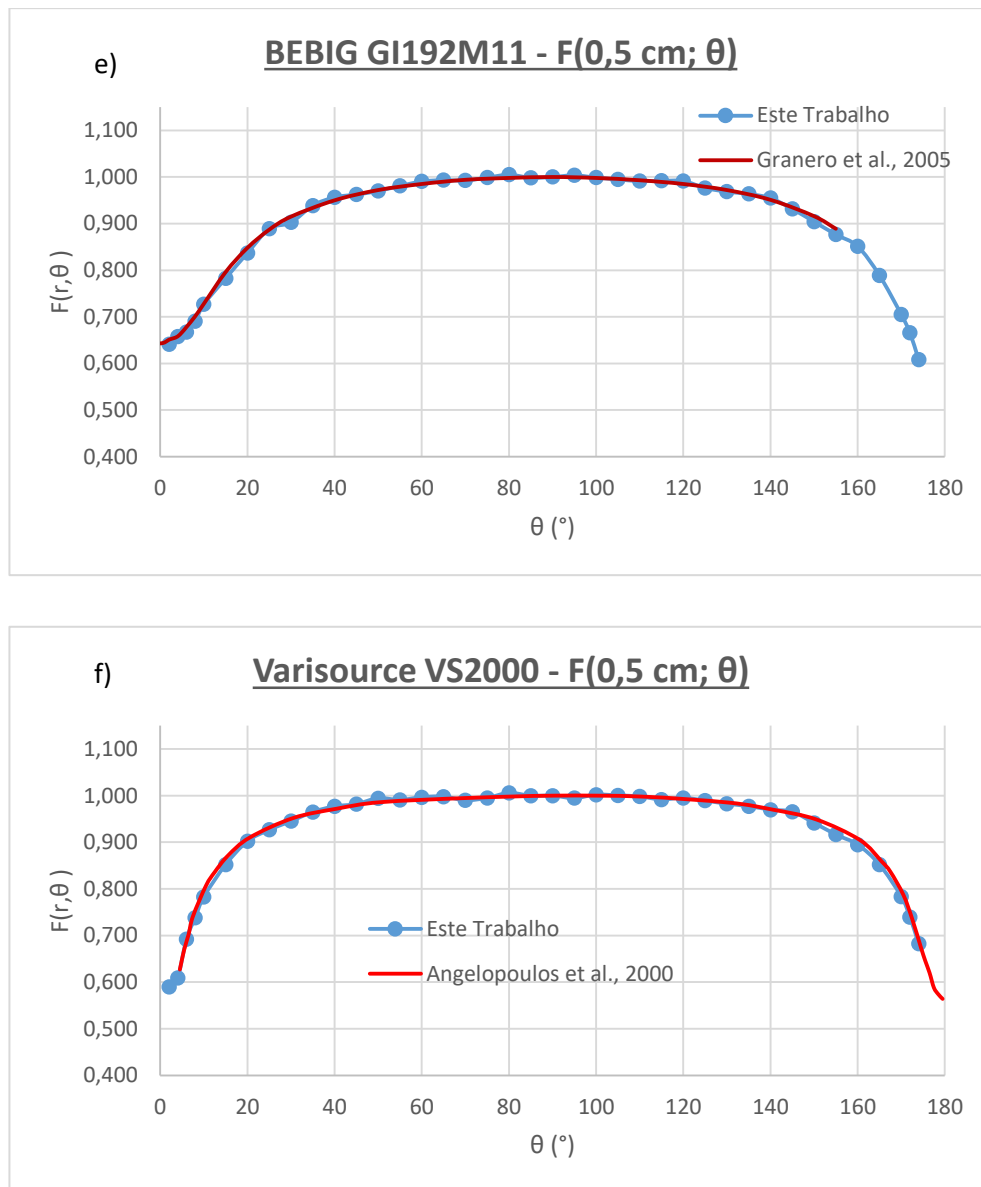 e)
BEBIG GI192M11 - F(0,5 cm; θ)
Este Trabalho
Granero et al., 2005
1,100
1,000
0,900
0,800
0,700
0,600
0,500
0,400
F(r,θ )
0 20 40 60 80 100 120 140 160 180
θ (°)
f)
Varisource VS2000 - F(0,5 cm; θ)
1,100
1,000
0,900
0,800
0,700
0,600
0,500
0,400
F(r,θ )
Este Trabalho
Angelopoulos et al., 2000
0 20 40 60 80 100 120 140 160 180
θ (°)